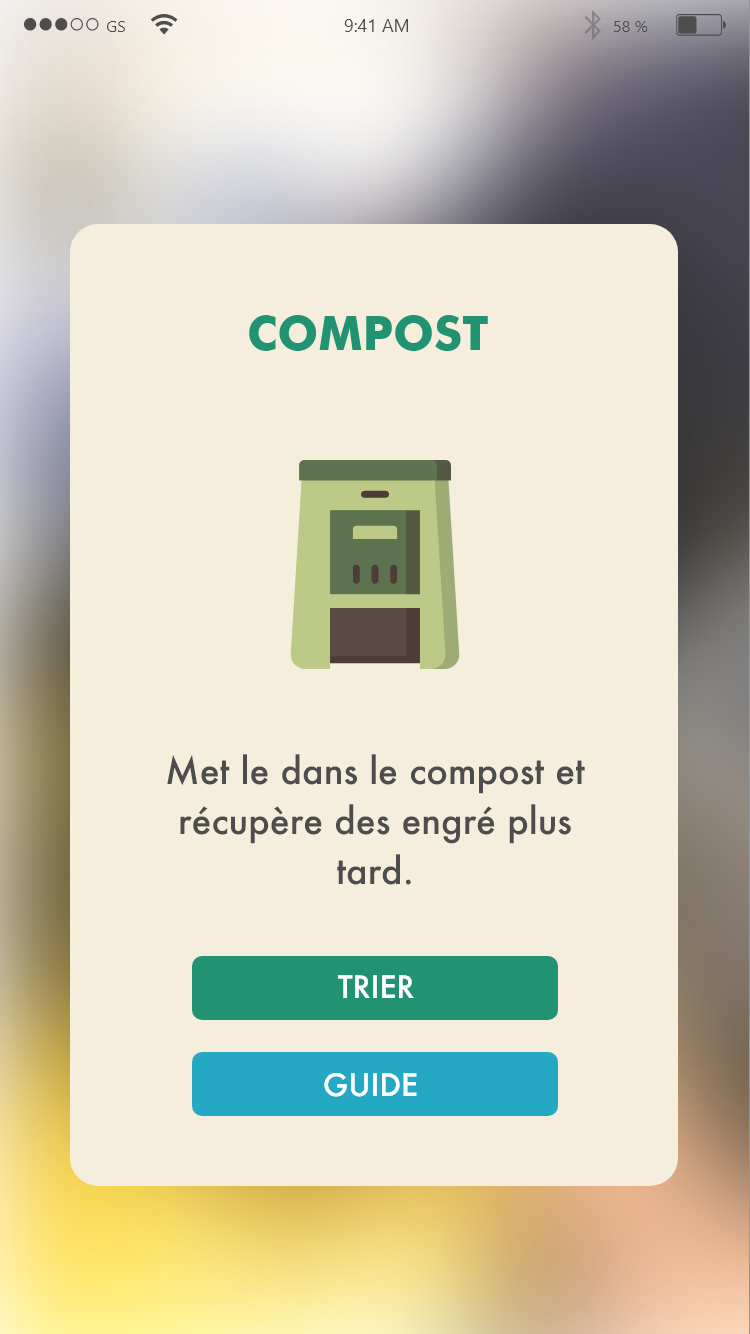 GS 9:41 AM 58 %
COMPOST
Met le dans le compost et
récupère des engré plus
tard.
TRIER
GUIDE